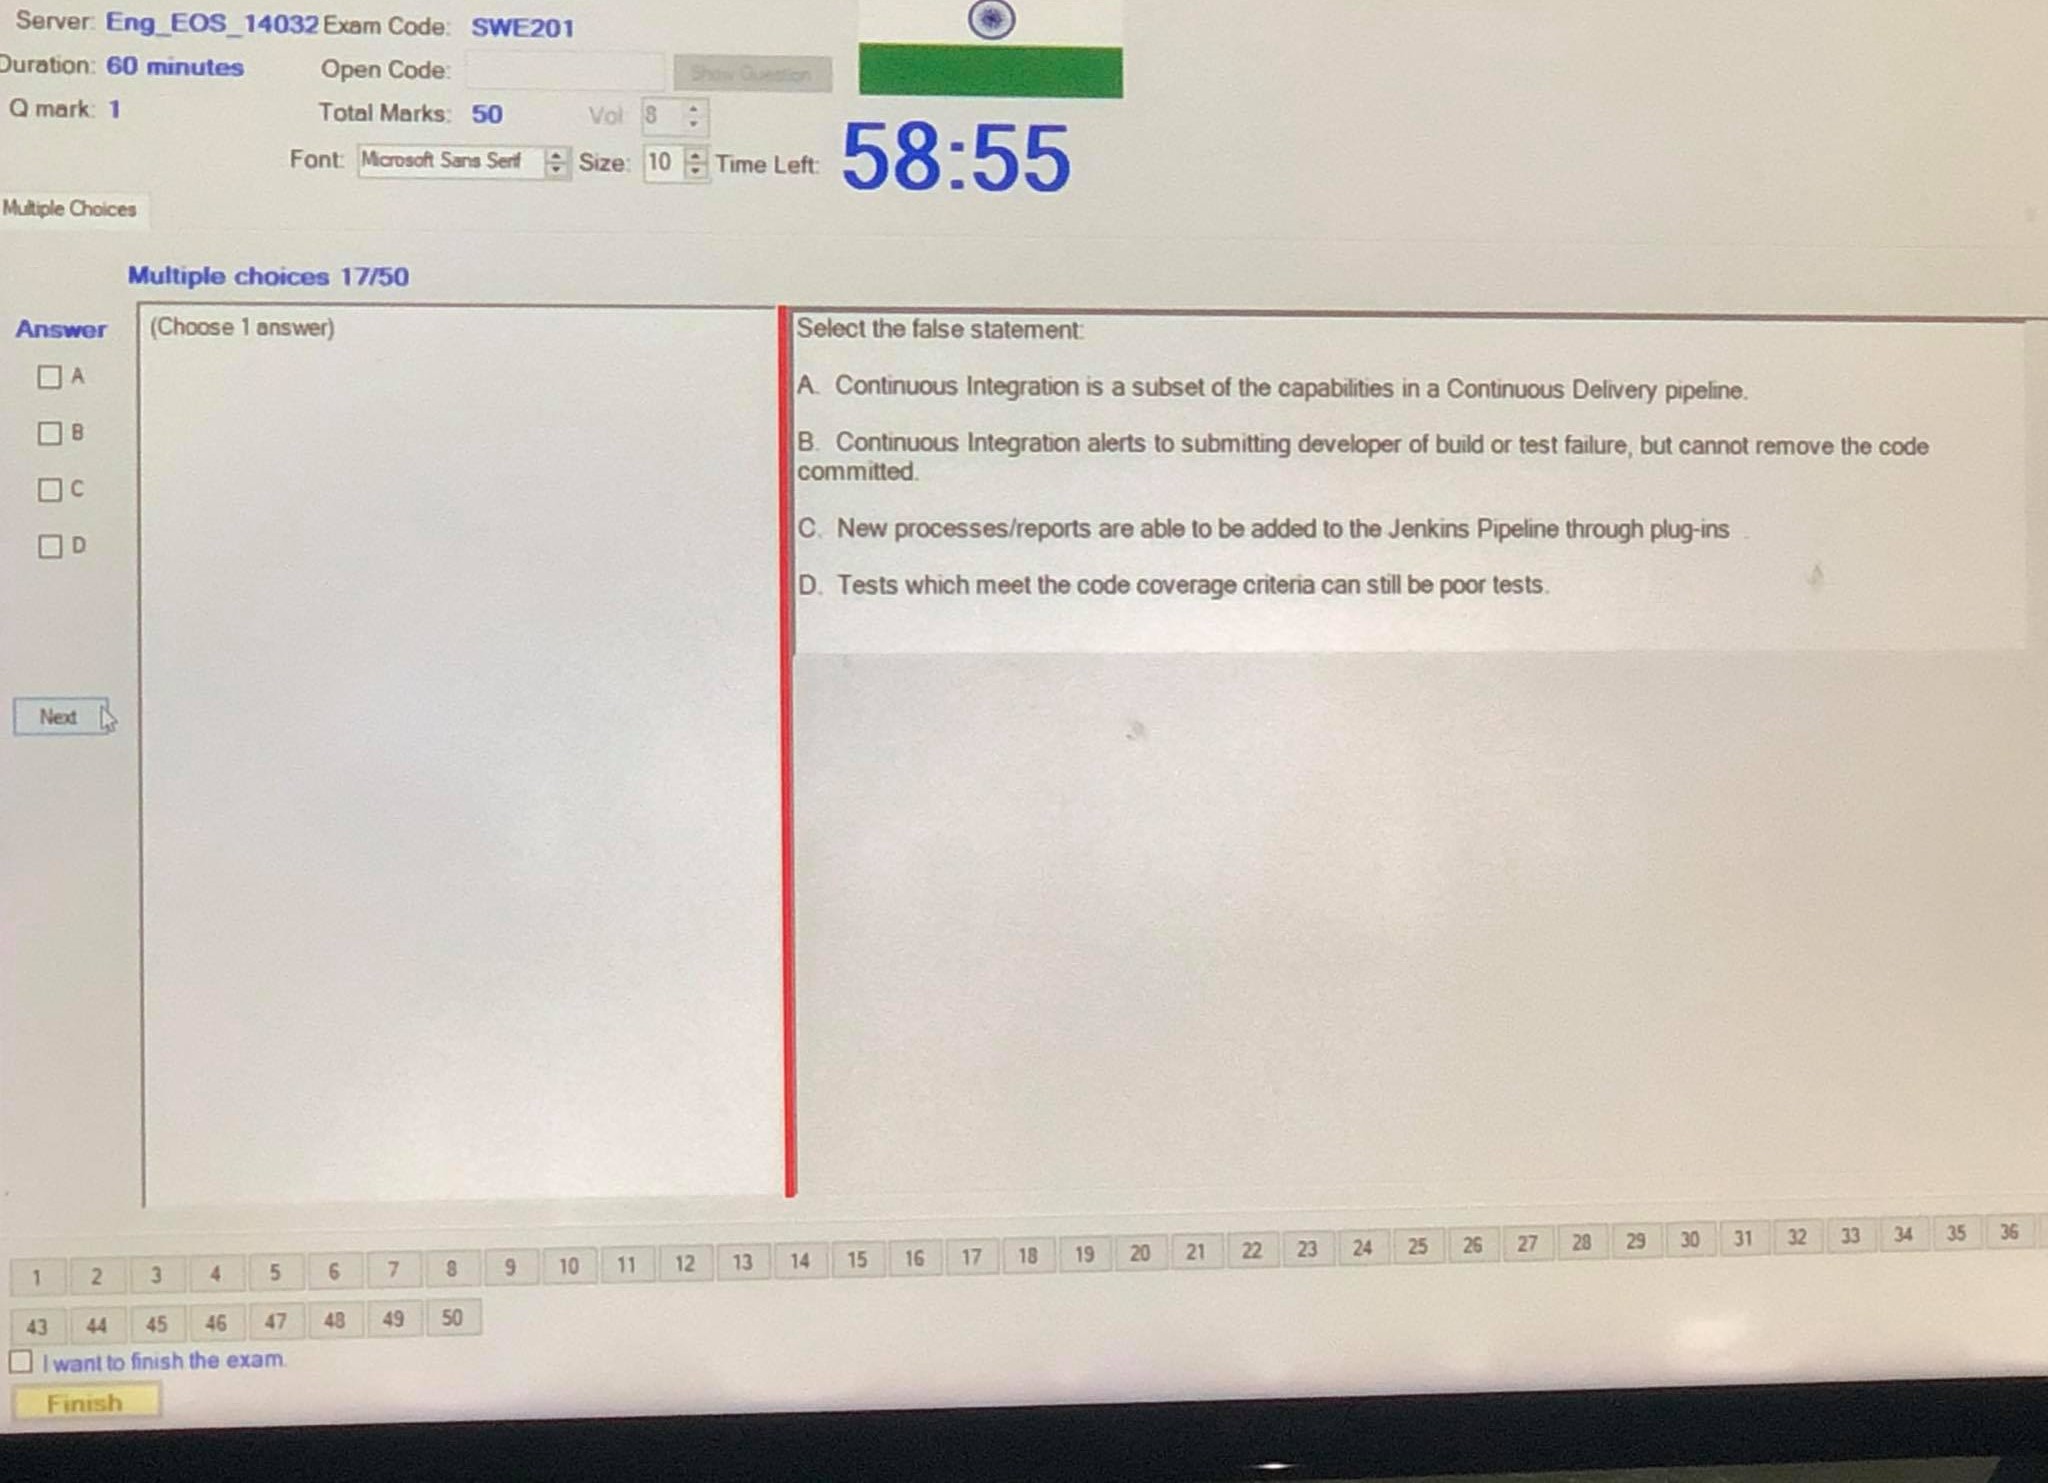 Server: Eng_EOS_14032 Exam Code: SWE201
Duration: 60 minutes Open Code: Show Question
Q mark: 1 Total Marks: 50 Vol: 8
Font: Microsoft Sans Serif Size: 10 Time Left: 58:55
Multiple Choices
Multiple choices 17/50
Answer
A
B
C
D
Next
(Choose 1 answer)
Select the false statement:
A. Continuous Integration is a subset of the capabilities in a Continuous Delivery pipeline.
B. Continuous Integration alerts to submitting developer of build or test failure, but cannot remove the code
committed.
C. New processes/reports are able to be added to the Jenkins Pipeline through plug-ins
D. Tests which meet the code coverage criteria can still be poor tests.
1 2 3 4 5 6 7 8 9 10 11 12 13 14 15 16 17 18 19 20 21 22 23 24 25 26 27 28 29 30 31 32 33 34 35 36
43 44 45 46 47 48 49 50
I want to finish the exam.
Finish